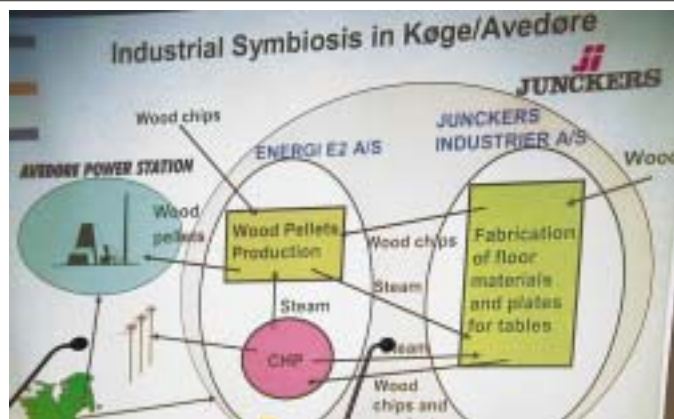 Industrial Symbiosis in Køge/Avedøre
JUNCKERS
Wood chips
ENERGI E2 A/S
JUNCKERS
INDUSTRIER A/S
Wood
AVEDØRE POWER STATION
Wood
pellets
Wood Pellets
Production
Wood chips
Fabrication
of floor
materials
and plates
for tables
Steam
Steam
CHP
Steam
Wood
chips and